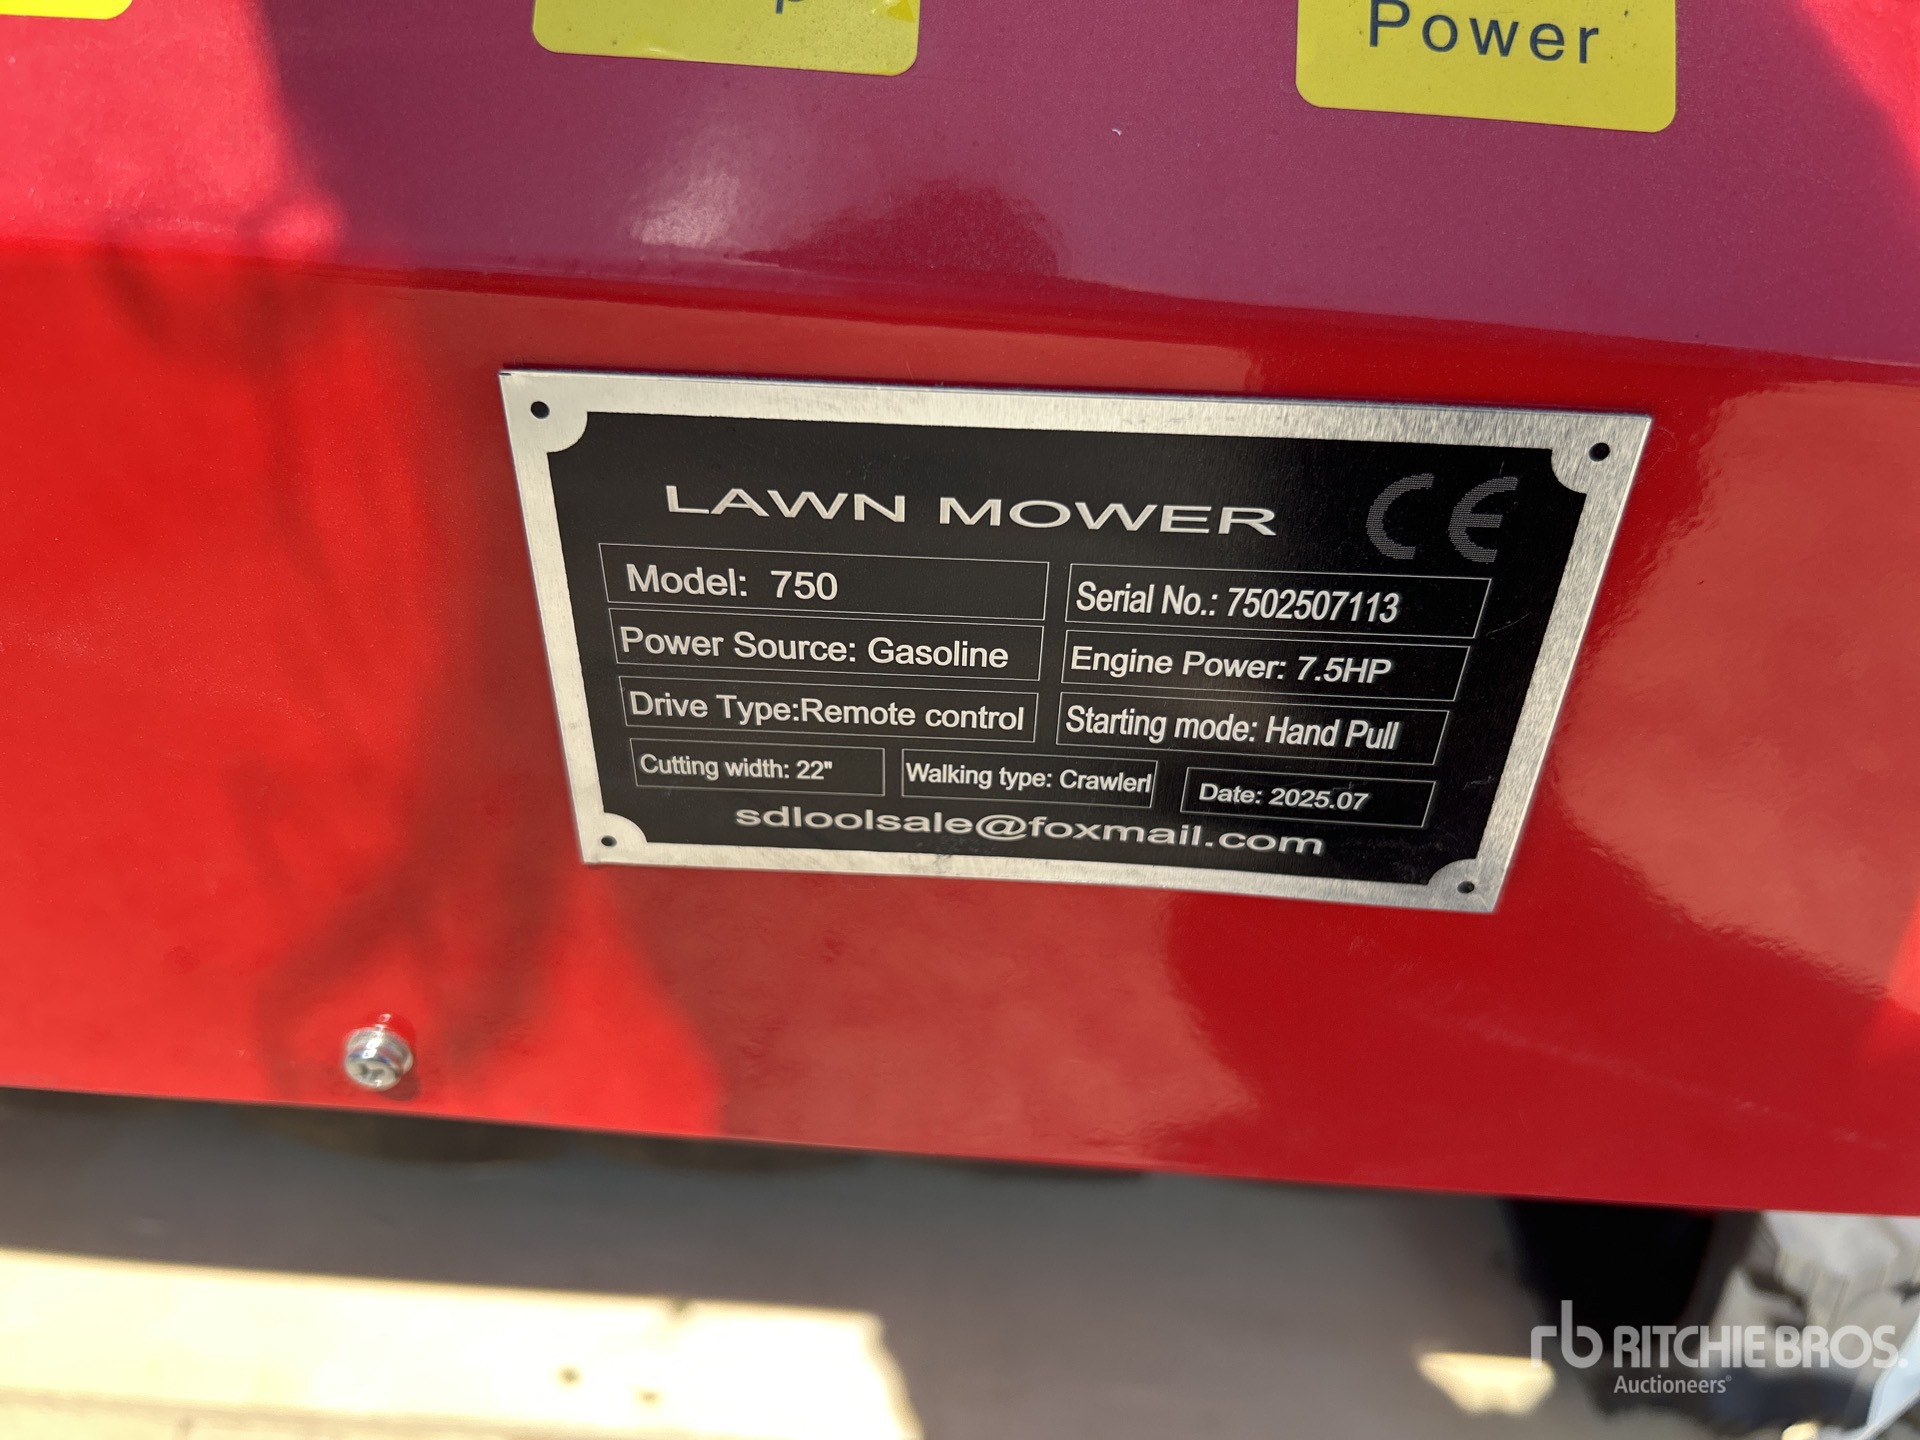 Power
LAWN MOWER CE
Model: 750
Serial No.: 7502507113
Power Source: Gasoline
Engine Power: 7.5HP
Drive Type:Remote control
Starting mode: Hand Pull
Cutting width: 22"
Walking type: Crawlerl
Date: 2025.07
sdloolsale@foxmail.com
rb RITCHIE BROS.
Auctioneers®